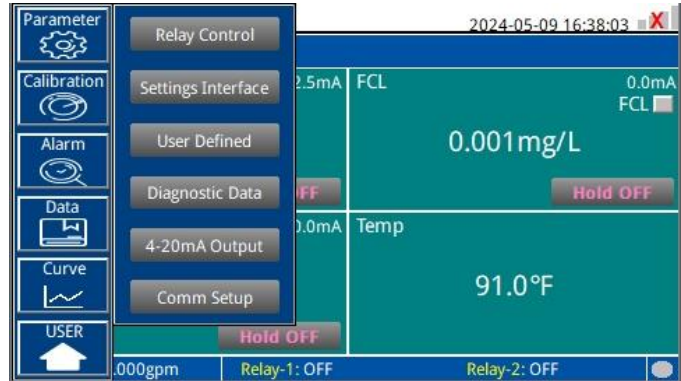 Parameter
2024-05-09 16:38:03
X
Relay Control
Calibration
Settings Interface
2.5mA
FCL
0.0mA
FCL
Alarm
User Defined
0.001mg/L
Diagnostic Data
FF
Hold OFF
Data
0.0mA
Temp
4-20mA Output
Curve
91.0°F
Comm Setup
USER
Hold OFF
.000gpm
Relay-1: OFF
Relay-2: OFF